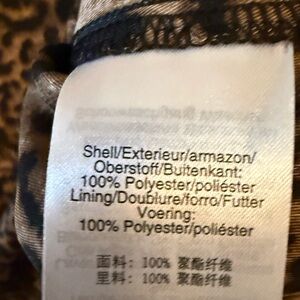 Shell/Exterieur/armazon/
Oberstoff/Buitenkant:
100% Polyester/poliéster
Lining/Doublure/forro/Futter
Voering:
100% Polyester/poliéster
面料: 100% 聚酯纤维
里料: 100% 聚酯纤维